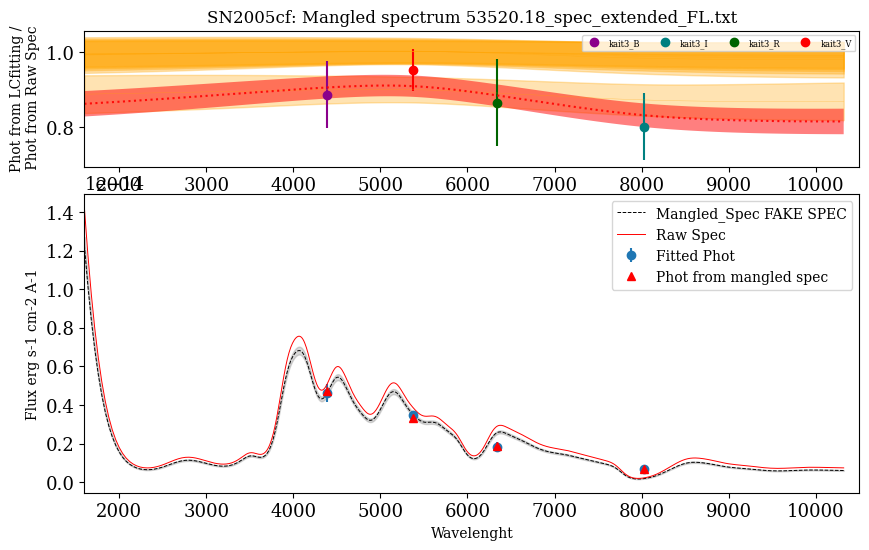 SN2005cf: Mangled spectrum 53520.18_spec_extended_FL.txt
Phot from LCfitting /
Phot from Raw Spec
1.0
0.8
kait3_B kait3_I kait3_R kait3_V
2000 3000 4000 5000 6000 7000 8000 9000 10000
1e−14
Flux erg s-1 cm-2 A-1
1.4
1.2
1.0
0.8
0.6
0.4
0.2
0.0
Mangled_Spec FAKE SPEC
Raw Spec
Fitted Phot
Phot from mangled spec
2000 3000 4000 5000 6000 7000 8000 9000 10000
Wavelenght